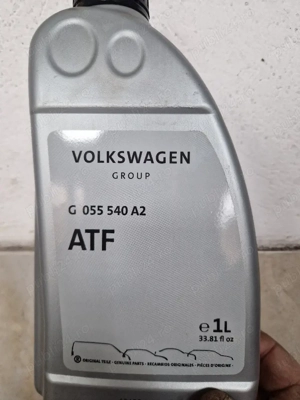 VOLKSWAGEN
GROUP
G 055 540 A2
ATF
e 1L
33.81 fl oz
ORIGINAL TEILE • GENUINE PARTS • RECAMBIOS ORIGINALES • PIÈCES D'ORIGINE